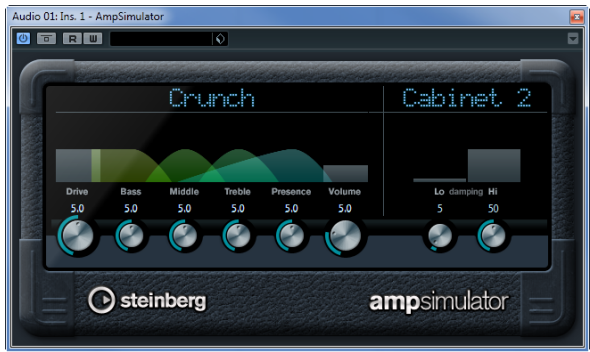 Audio 01: Ins. 1 - AmpSimulator
R W
Crunch Cabinet 2
Drive Bass Middle Treble Presence Volume Lo damping Hi
5.0 5.0 5.0 5.0 5.0 5.0 5 50
steinberg ampsimulator